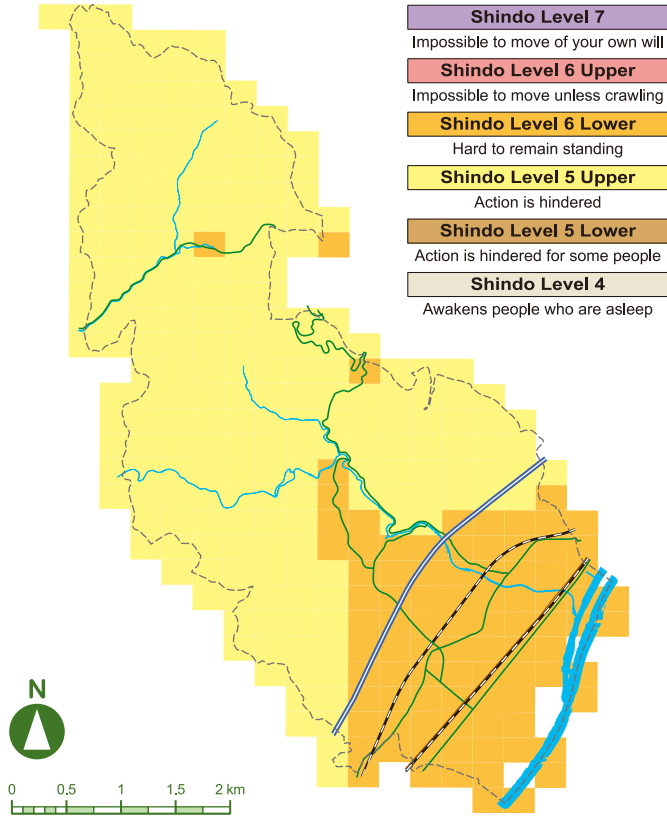 Shindo Level 7
Impossible to move of your own will
Shindo Level 6 Upper
Impossible to move unless crawling
Shindo Level 6 Lower
Hard to remain standing
Shindo Level 5 Upper
Action is hindered
Shindo Level 5 Lower
Action is hindered for some people
Shindo Level 4
Awakens people who are asleep
N
0 0.5 1 1.5 2 km